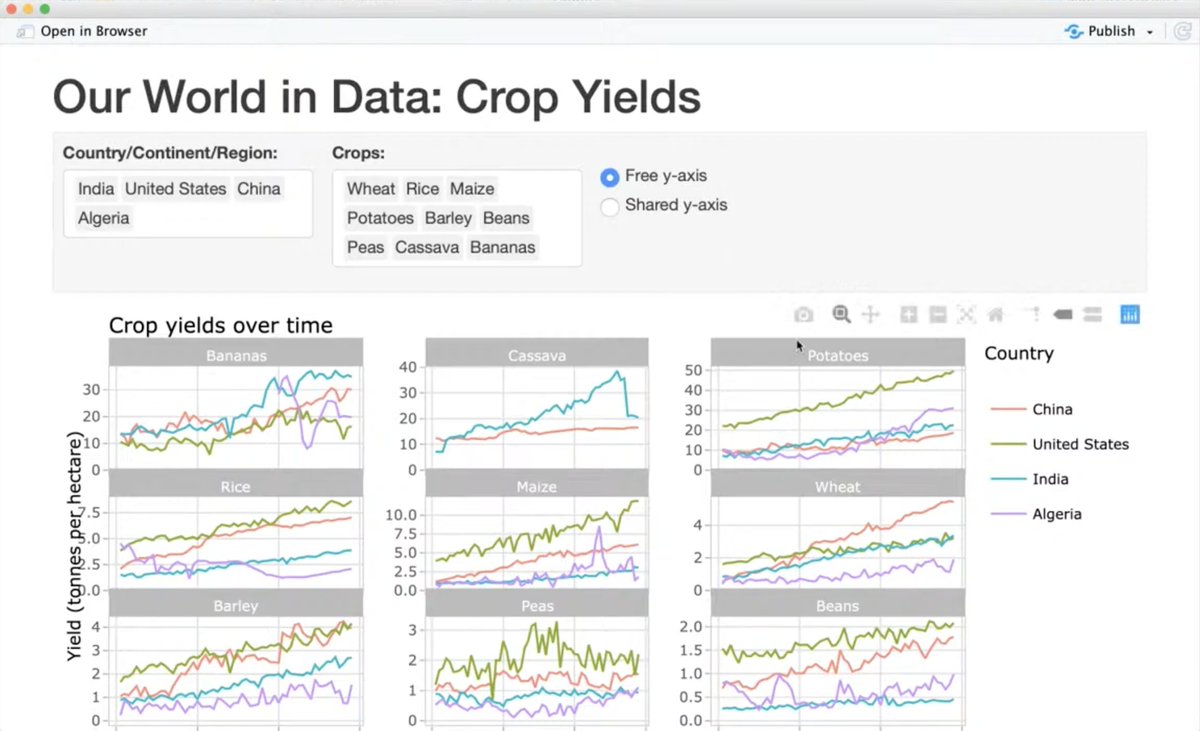 Open in Browser
Publish
Our World in Data: Crop Yields
Country/Continent/Region:
India United States China
Algeria
Crops:
Wheat Rice Maize
Potatoes Barley Beans
Peas Cassava Bananas
Free y-axis
Shared y-axis
Crop yields over time
Yield (tonnes per hectare)
Bananas
30
20
10
0
Cassava
40
30
20
10
0
Potatoes
50
40
30
20
10
0
Rice
7.5
5.0
2.5
0.0
Maize
10.0
7.5
5.0
2.5
0.0
Wheat
4
2
0
Barley
4
3
2
1
0
Peas
3
2
1
0
Beans
2.0
1.5
1.0
0.5
0.0
Country
China
United States
India
Algeria